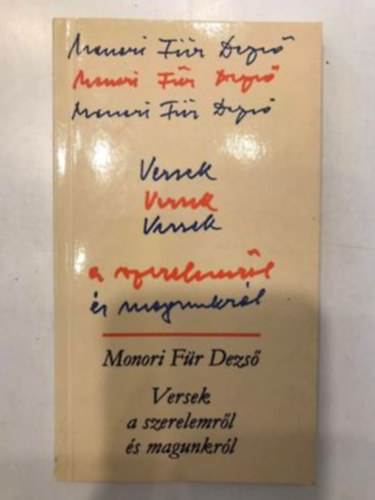 Monori Für Dezső
Monori Für Dezső
Monori Für Dezső
Versek
Versek
Versek
a szerelemről
és magunkról
Monori Für Dezső
Versek
a szerelemről
és magunkról